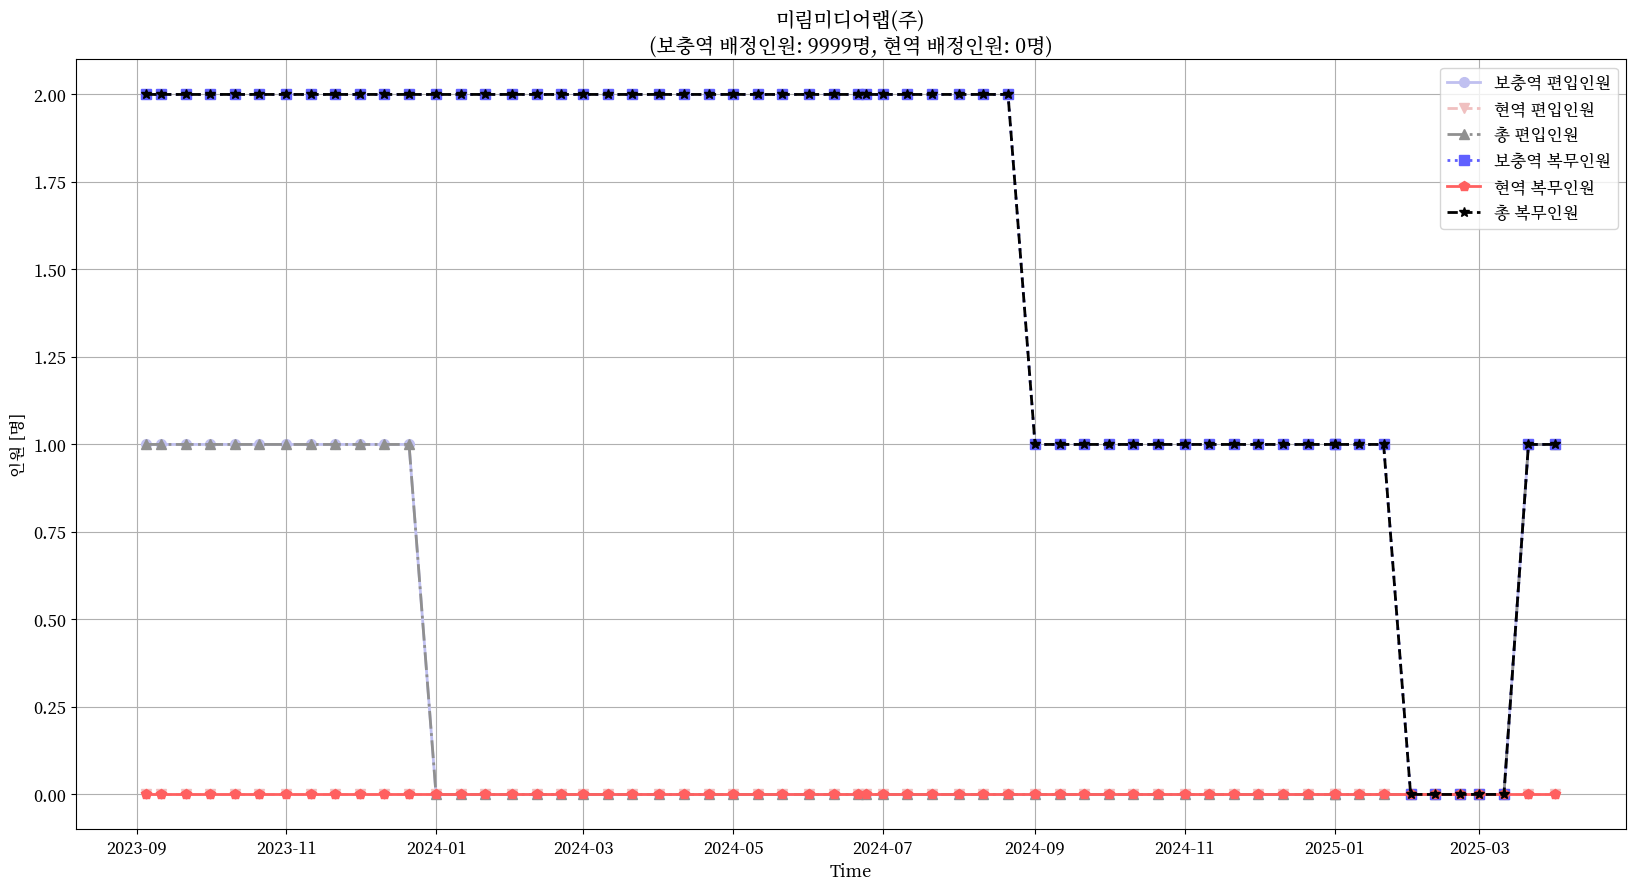 미림미디어랩(주)
(보충역 배정인원: 9999명, 현역 배정인원: 0명)
보충역 편입인원
현역 편입인원
총 편입인원
보충역 복무인원
현역 복무인원
총 복무인원
인원 [명]
2.00
1.75
1.50
1.25
1.00
0.75
0.50
0.25
0.00
2023-09 2023-11 2024-01 2024-03 2024-05 2024-07 2024-09 2024-11 2025-01 2025-03
Time